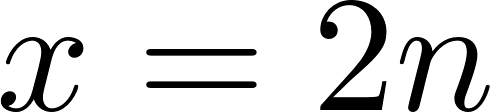 x = 2n